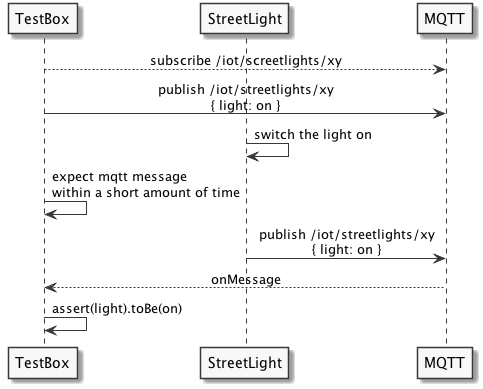 TestBox
StreetLight
MQTT
subscribe /iot/screetlights/xy
publish /iot/streetlights/xy
{ light: on }
switch the light on
expect mqtt message
within a short amount of time
publish /iot/streetlights/xy
{ light: on }
onMessage
assert(light).toBe(on)
TestBox
StreetLight
MQTT